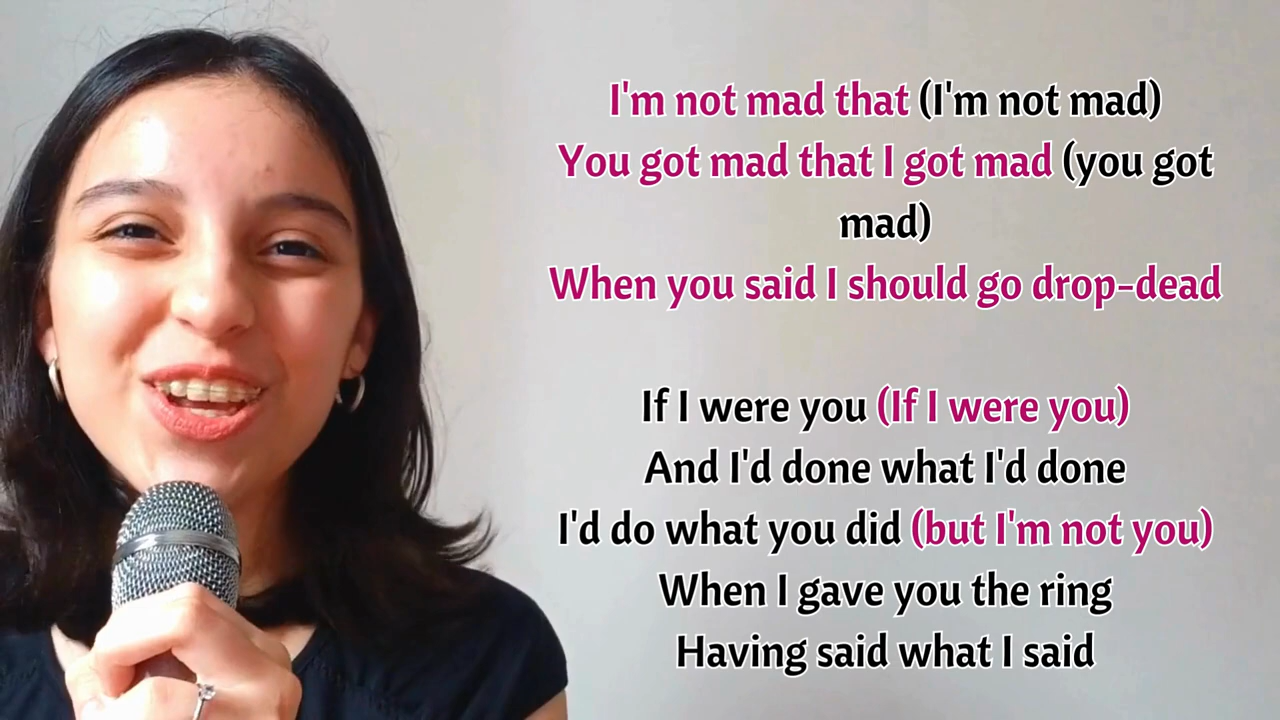 I'm not mad that (I'm not mad)
You got mad that I got mad (you got
mad)
When you said I should go drop-dead
If I were you (If I were you)
And I'd done what I'd done
I'd do what you did (but I'm not you)
When I gave you the ring
Having said what I said